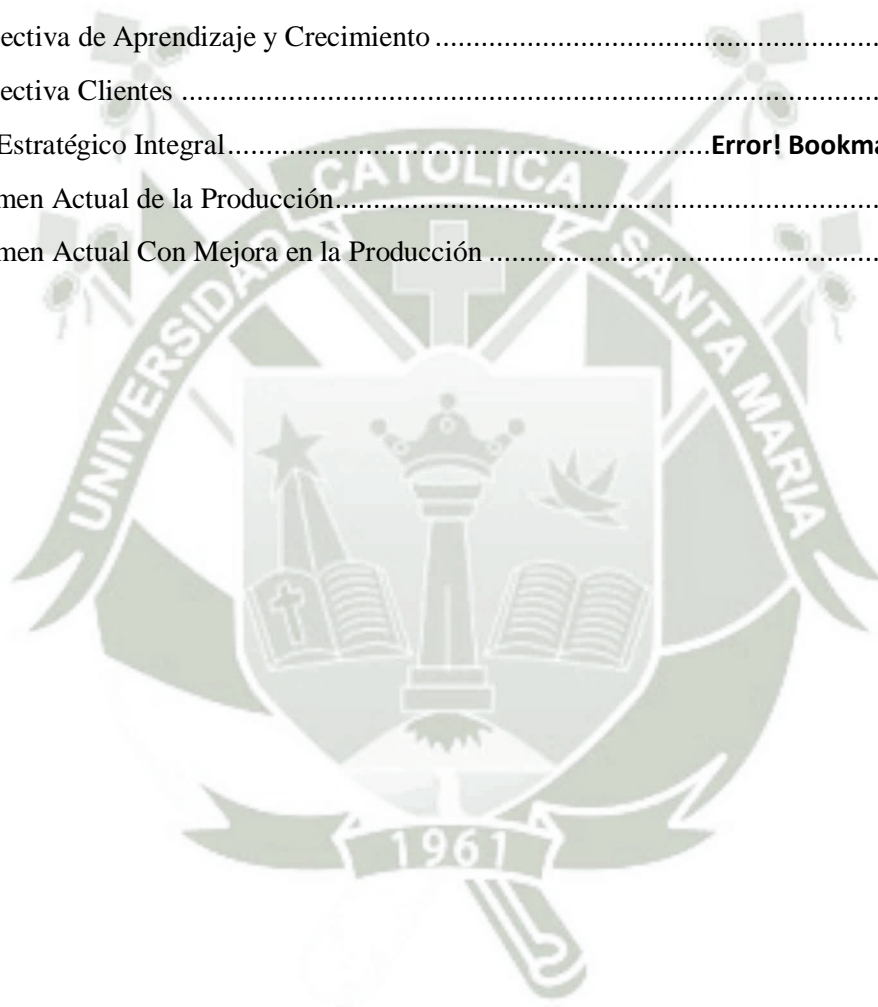 ectiva de Aprendizaje y Crecimiento
ectiva Clientes
Estratégico Integral Error! Bookma
men Actual de la Producción
men Actual Con Mejora en la Producción
UNIVERSIDAD CATOLICA SANTA MARIA
1961